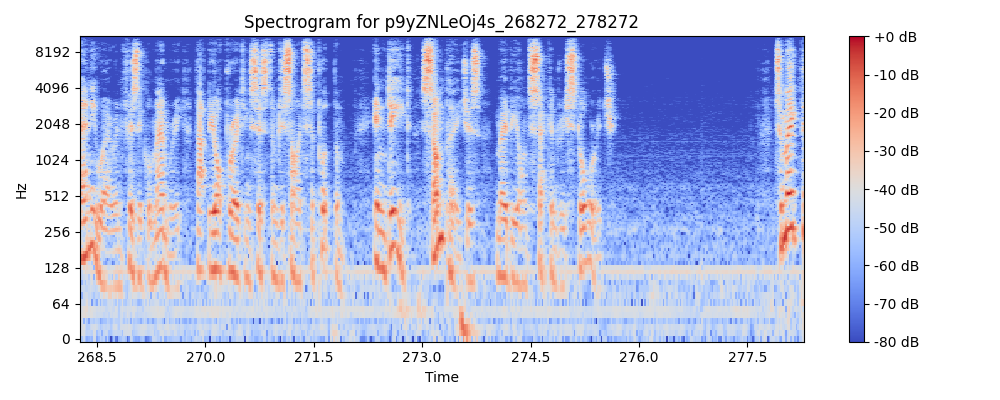 Spectrogram for p9yZNLeOj4s_268272_278272
8192
4096
2048
1024
512
256
128
64
0
Hz
268.5 270.0 271.5 273.0 274.5 276.0 277.5
Time
+0 dB
-10 dB
-20 dB
-30 dB
-40 dB
-50 dB
-60 dB
-70 dB
-80 dB